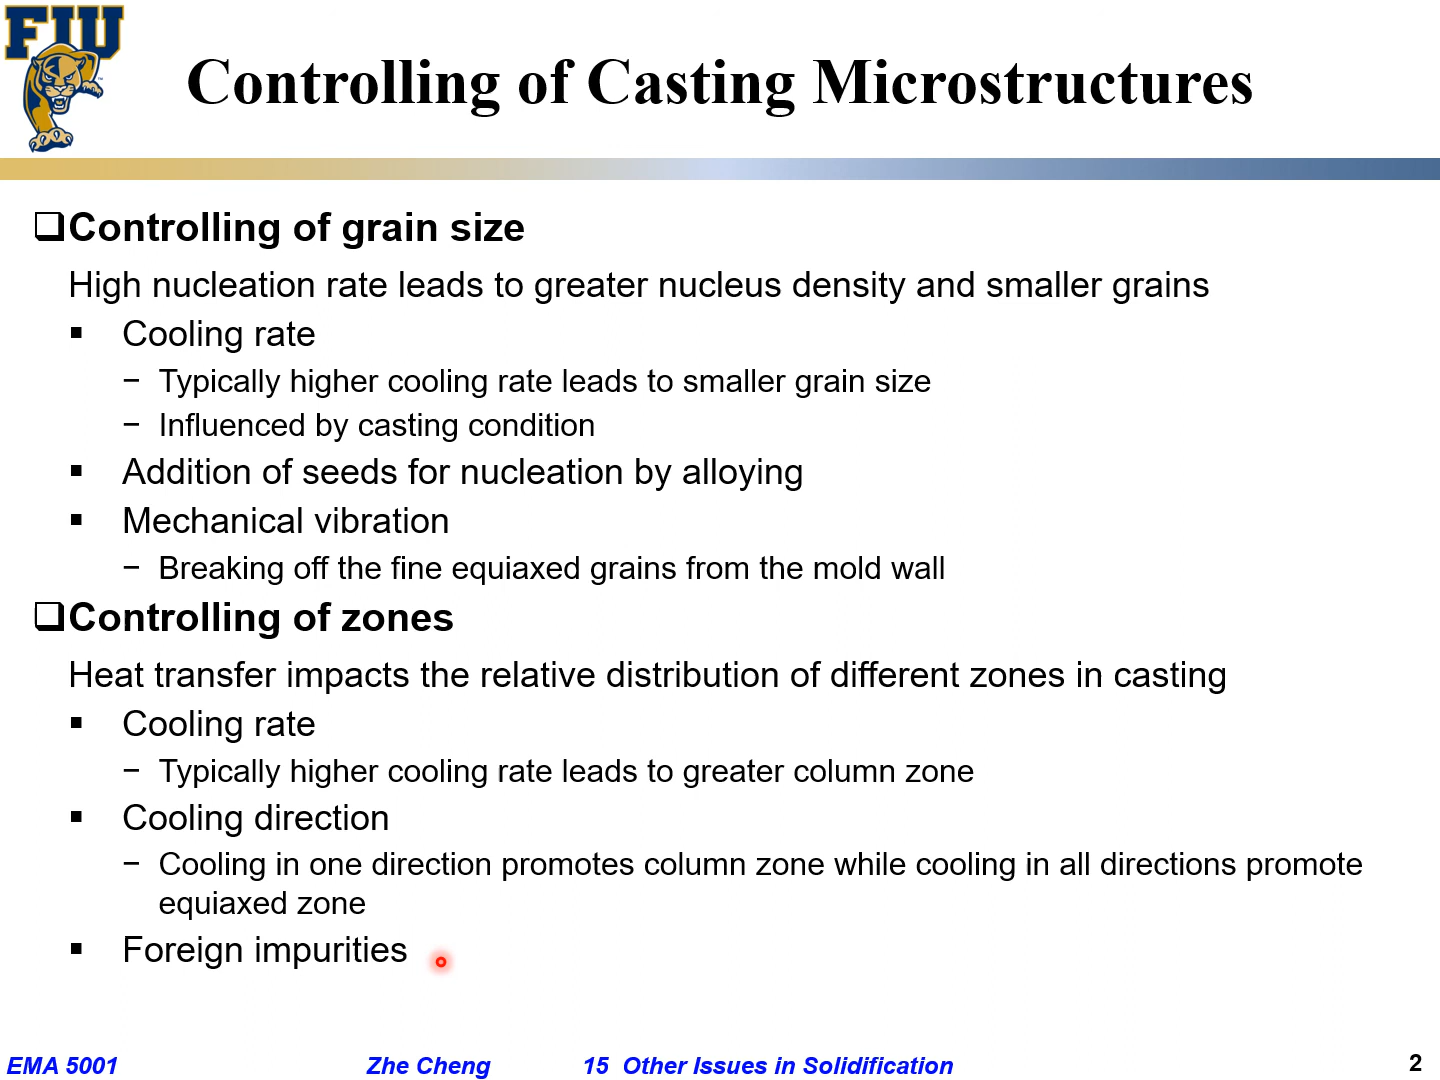 FIU
Controlling of Casting Microstructures
❑Controlling of grain size
High nucleation rate leads to greater nucleus density and smaller grains
▪ Cooling rate
− Typically higher cooling rate leads to smaller grain size
− Influenced by casting condition
▪ Addition of seeds for nucleation by alloying
▪ Mechanical vibration
− Breaking off the fine equiaxed grains from the mold wall
❑Controlling of zones
Heat transfer impacts the relative distribution of different zones in casting
▪ Cooling rate
− Typically higher cooling rate leads to greater column zone
▪ Cooling direction
− Cooling in one direction promotes column zone while cooling in all directions promote
equiaxed zone
▪ Foreign impurities
EMA 5001 Zhe Cheng 15 Other Issues in Solidification 2